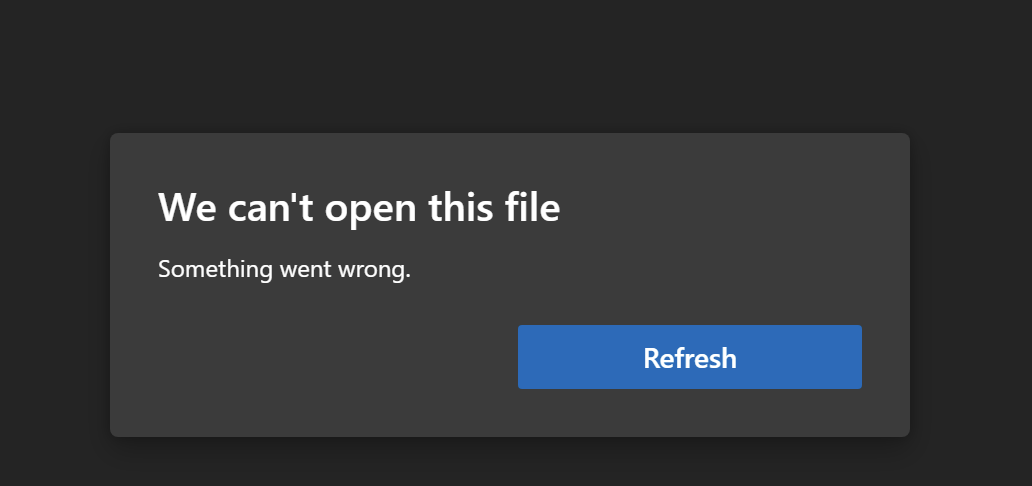 We can't open this file
Something went wrong.
Refresh